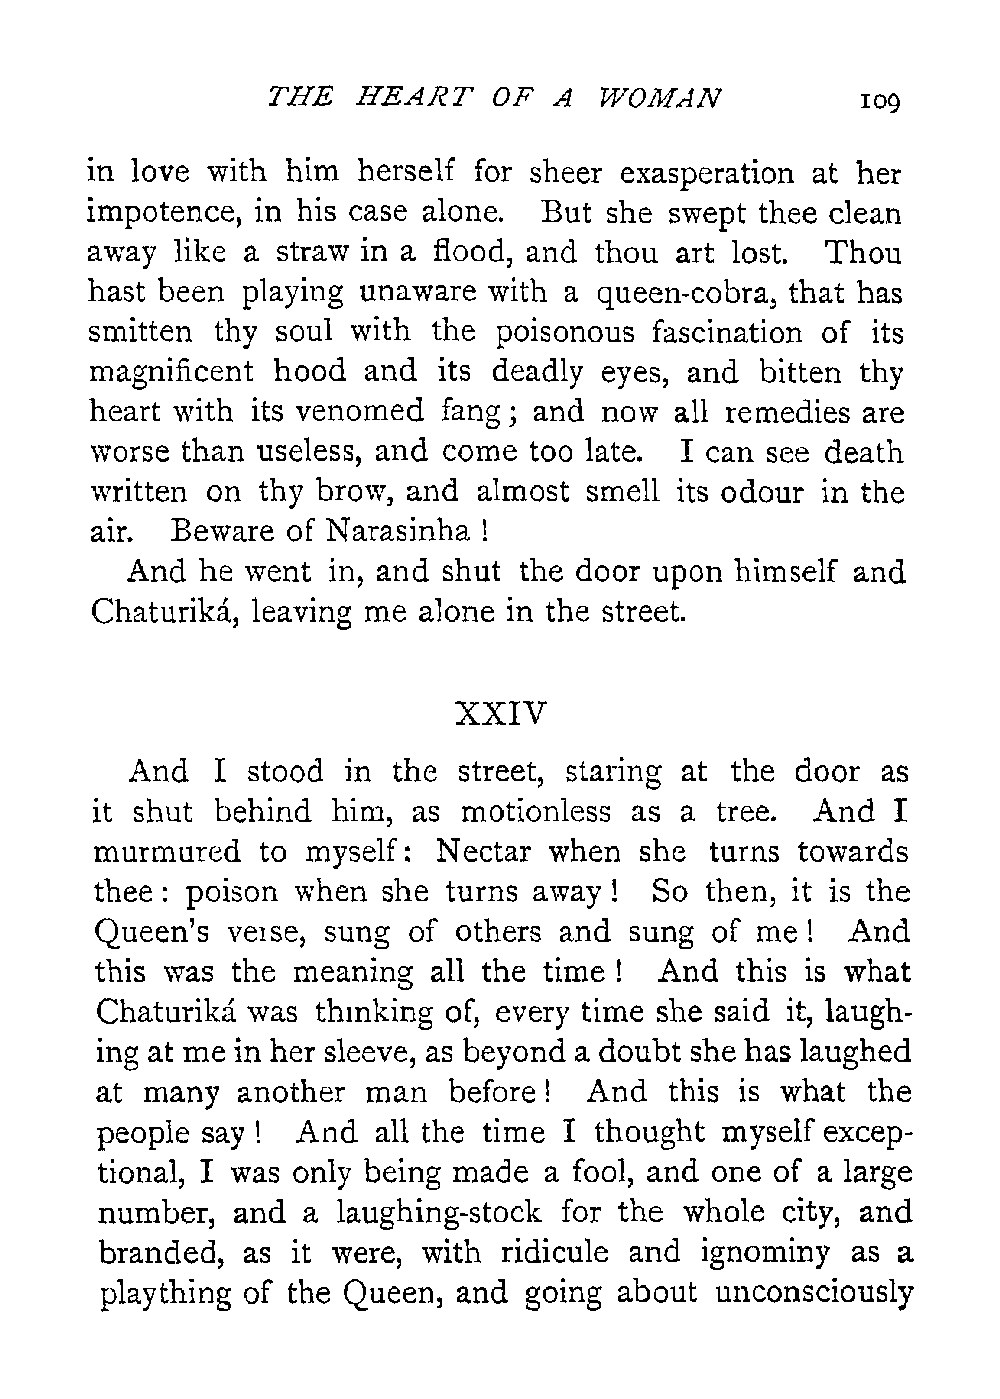 THE HEART OF A WOMAN 109
in love with him herself for sheer exasperation at her
impotence, in his case alone. But she swept thee clean
away like a straw in a flood, and thou art lost. Thou
hast been playing unaware with a queen-cobra, that has
smitten thy soul with the poisonous fascination of its
magnificent hood and its deadly eyes, and bitten thy
heart with its venomed fang; and now all remedies are
worse than useless, and come too late. I can see death
written on thy brow, and almost smell its odour in the
air. Beware of Narasinha!
And he went in, and shut the door upon himself and
Chaturiká, leaving me alone in the street.
XXIV
And I stood in the street, staring at the door as
it shut behind him, as motionless as a tree. And I
murmured to myself: Nectar when she turns towards
thee: poison when she turns away! So then, it is the
Queen's verse, sung of others and sung of me! And
this was the meaning all the time! And this is what
Chaturiká was thinking of, every time she said it, laugh-
ing at me in her sleeve, as beyond a doubt she has laughed
at many another man before! And this is what the
people say! And all the time I thought myself excep-
tional, I was only being made a fool, and one of a large
number, and a laughing-stock for the whole city, and
branded, as it were, with ridicule and ignominy as a
plaything of the Queen, and going about unconsciously